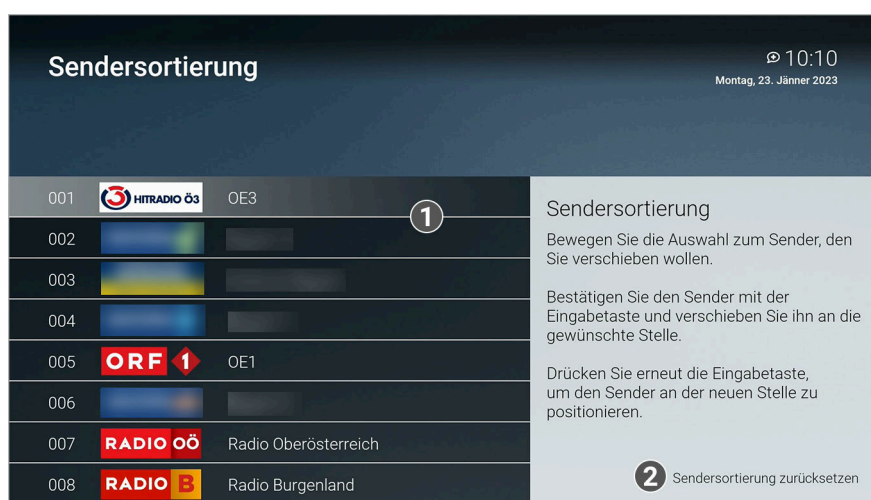 Sendersortierung
10:10
Montag, 23. Jänner 2023
001 HITRADIO Ö3 OE3
1
002
003
004
005 ORF 1 OE1
006
007 RADIO OÖ Radio Oberösterreich
008 RADIO B Radio Burgenland
Sendersortierung
Bewegen Sie die Auswahl zum Sender, den
Sie verschieben wollen.
Bestätigen Sie den Sender mit der
Eingabetaste und verschieben Sie ihn an die
gewünschte Stelle.
Drücken Sie erneut die Eingabetaste,
um den Sender an der neuen Stelle zu
positionieren.
2 Sendersortierung zurücksetzen